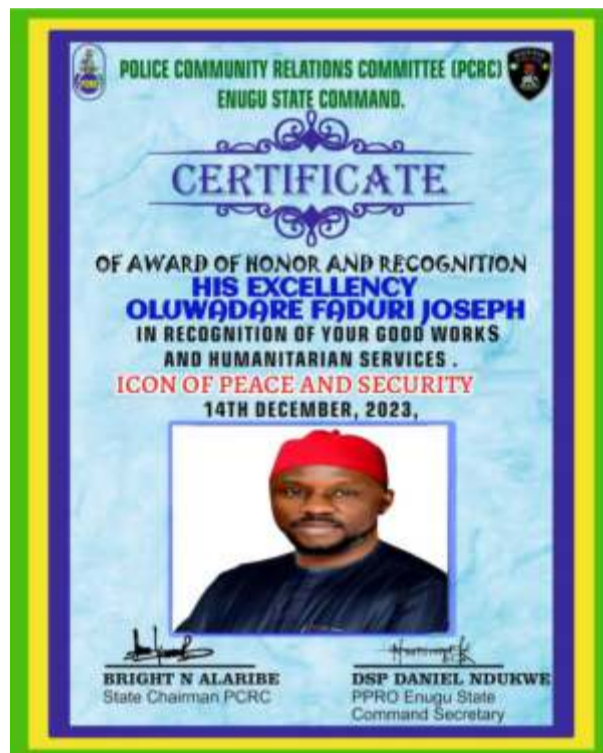 POLICE COMMUNITY RELATIONS COMMITTEE (PCRC)
ENUGU STATE COMMAND.
CERTIFICATE
OF AWARD OF HONOR AND RECOGNITION
HIS EXCELLENCY
OLUWADARE FADURI JOSEPH
IN RECOGNITION OF YOUR GOOD WORKS
AND HUMANITARIAN SERVICES .
ICON OF PEACE AND SECURITY
14TH DECEMBER, 2023,
BRIGHT N ALARIBE
State Chairman PCRC
DSP DANIEL NDUKWE
PPRO Enugu State
Command Secretary